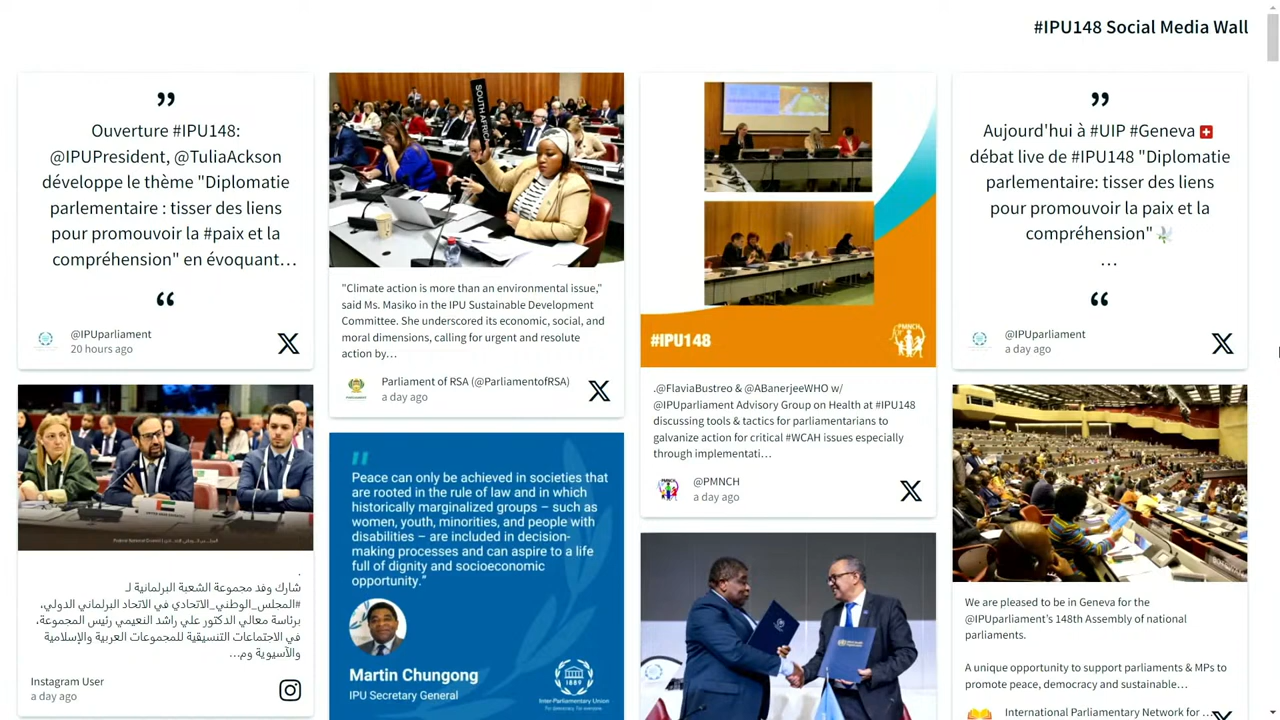 #IPU148 Social Media Wall
”
Ouverture #IPU148:
@IPUPresident, @TuliaAckson
développe le thème "Diplomatie
parlementaire : tisser des liens
pour promouvoir la #paix et la
compréhension" en évoquant…
“
@IPUparliament
20 hours ago
SOUTH AFRICA
"Climate action is more than an environmental issue,"
said Ms. Masiko in the IPU Sustainable Development
Committee. She underscored its economic, social, and
moral dimensions, calling for urgent and resolute
action by…
Parliament of RSA (@ParliamentofRSA)
a day ago
#IPU148
PMNCH
.@FlaviaBustreo & @ABanerjeeWHO w/
@IPUparliament Advisory Group on Health at #IPU148
discussing tools & tactics for parliamentarians to
galvanize action for critical #WCAH issues especially
through implementati…
@PMNCH
a day ago
”
Aujourd'hui à #UIP #Geneva 🇨🇭
débat live de #IPU148 "Diplomatie
parlementaire: tisser des liens
pour promouvoir la paix et la
compréhension" 🕊️
…
“
@IPUparliament
a day ago
.
شارك وفد مجموعة الشعبة البرلمانية لـ
#المجلس_الوطني_الاتحادي في الاتحاد البرلماني الدولي،
برئاسة معالي الدكتور علي راشد النعيمي رئيس المجموعة،
في الاجتماعات التنسيقية للمجموعات العربية والإسلامية
والآسيوية وم…
Instagram User
a day ago
"
Peace can only be achieved in societies that
are rooted in the rule of law and in which
historically marginalized groups – such as
women, youth, minorities, and people with
disabilities – are included in decision-
making processes and can aspire to a life
full of dignity and socioeconomic
opportunity.“
Martin Chungong
IPU Secretary General
1889
Inter-Parliamentary Union
For democracy. For everyone.
We are pleased to be in Geneva for the
@IPUparliament's 148th Assembly of national
parliaments.
A unique opportunity to support parliaments & MPs to
promote peace, democracy and sustainable…
International Parliamentary Network for …